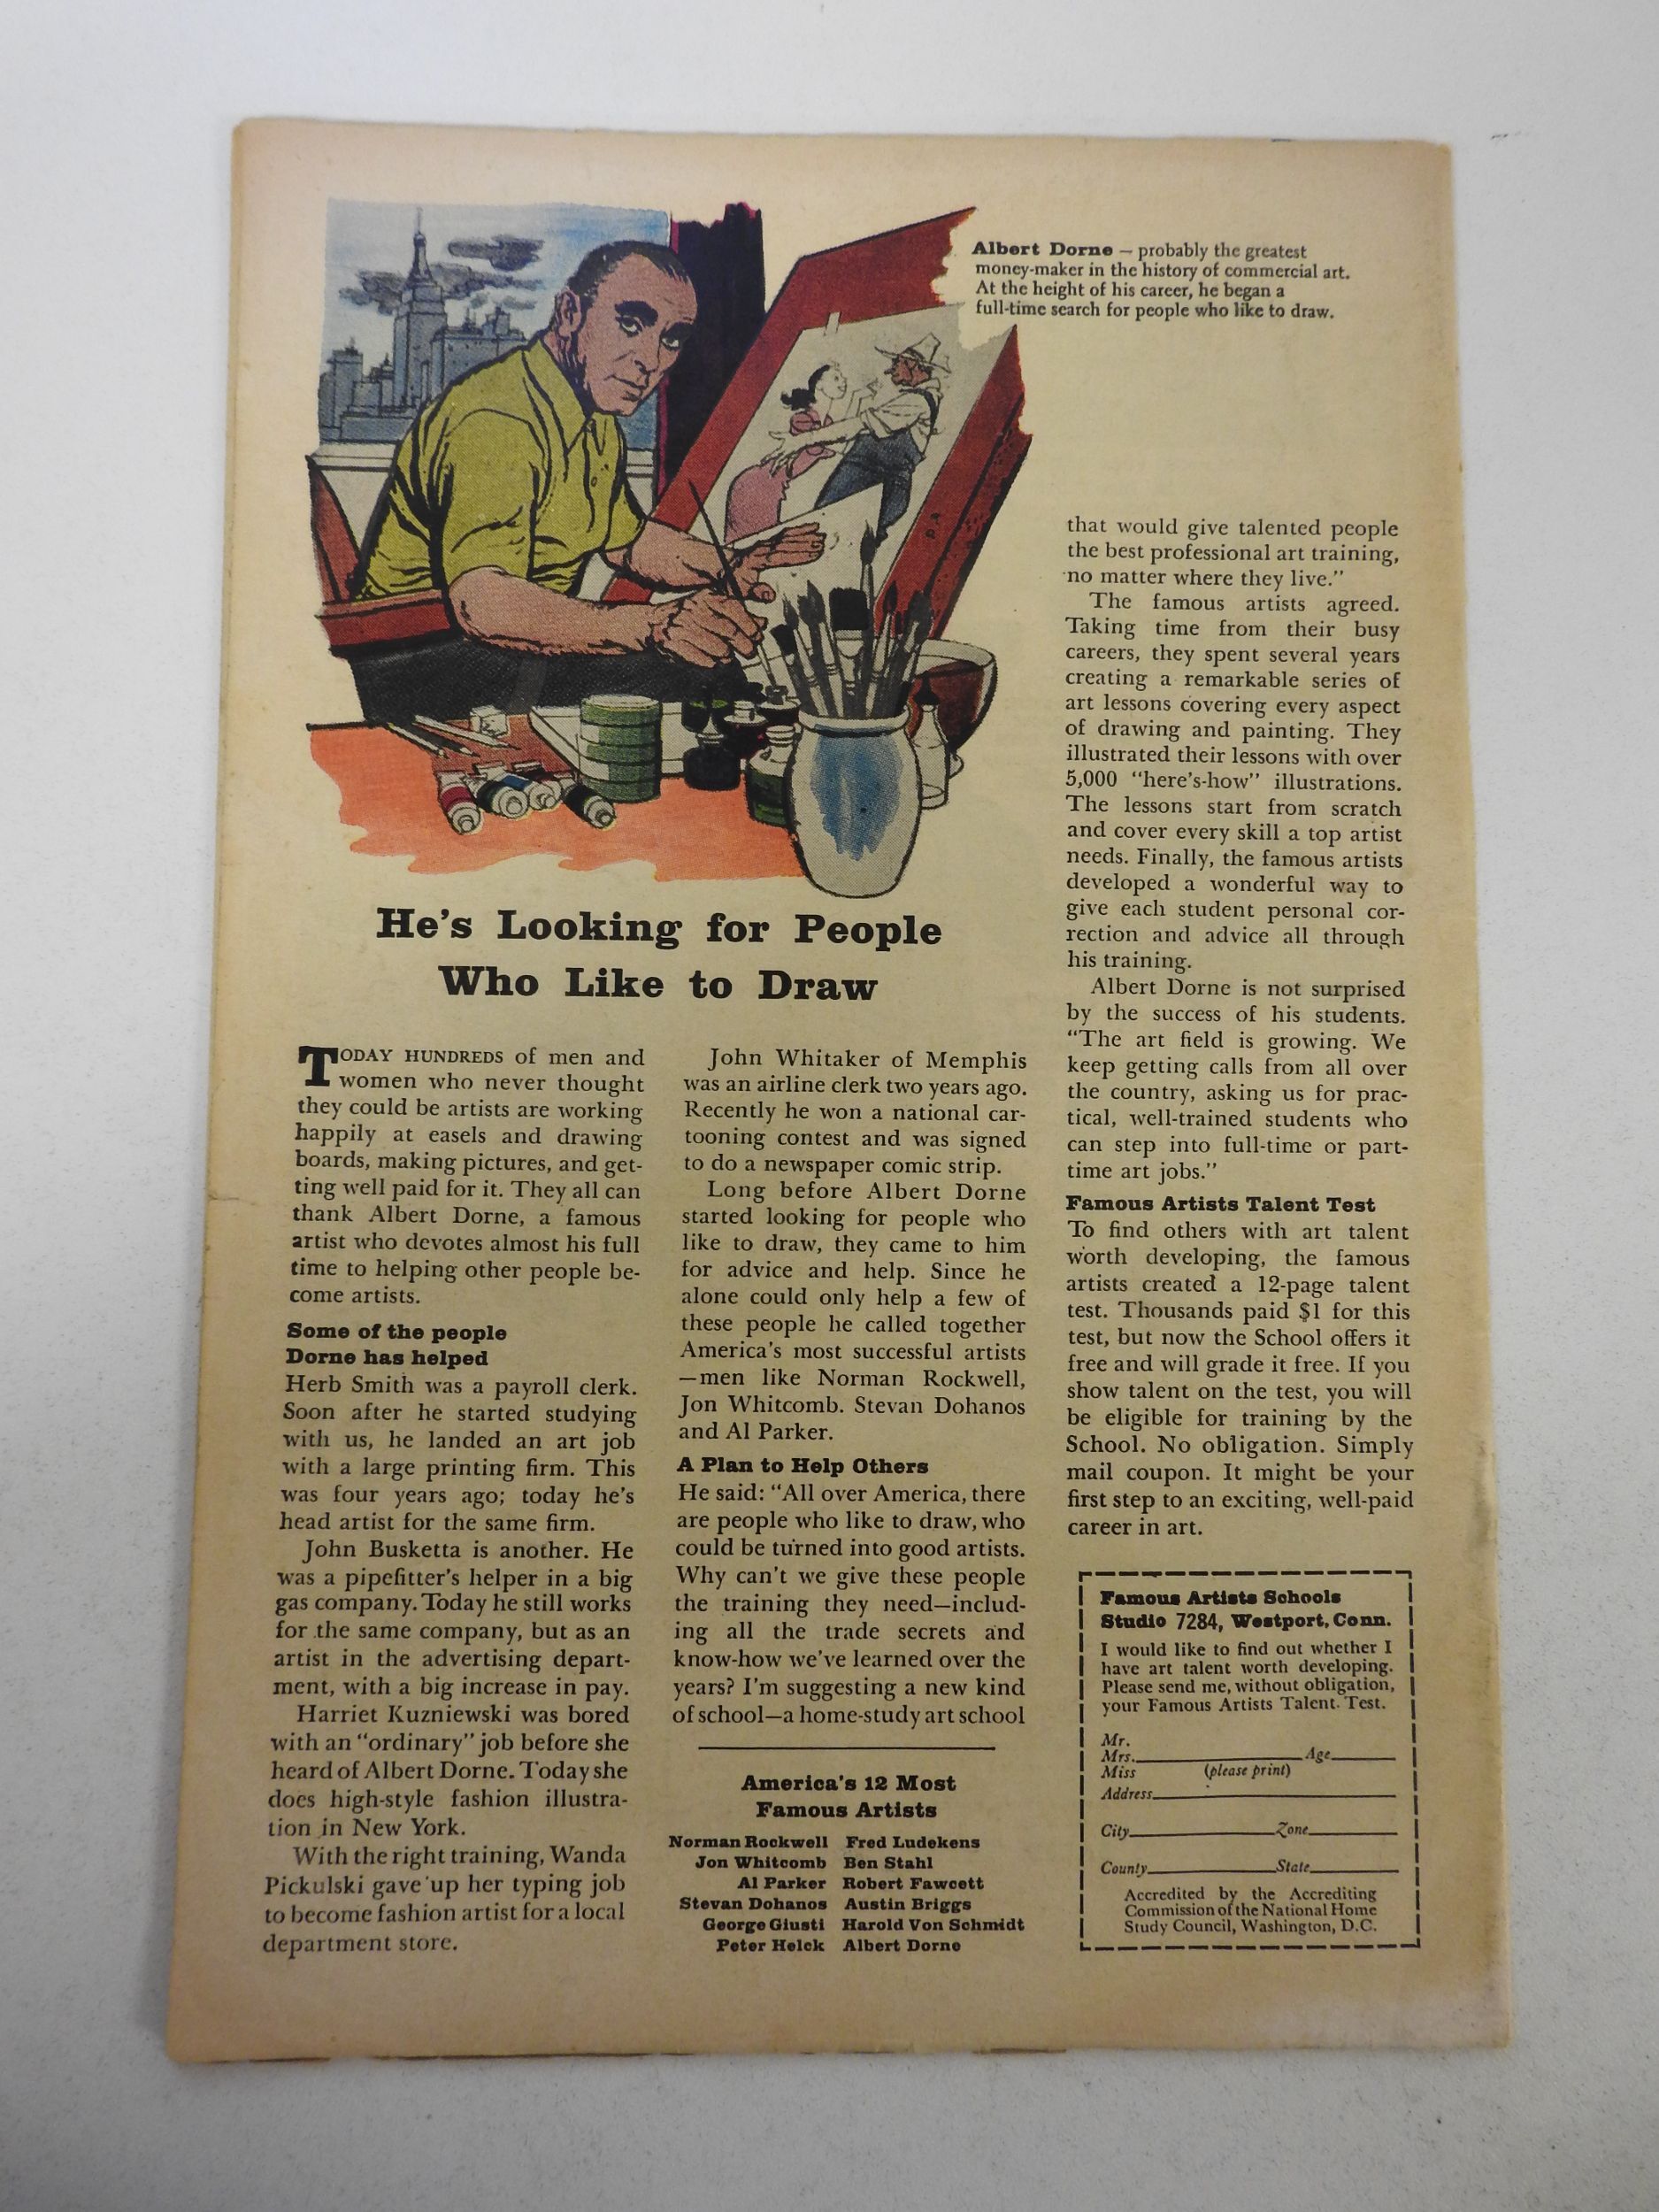 Albert Dorne – probably the greatest
money-maker in the history of commercial art.
At the height of his career, he began a
full-time search for people who like to draw.
He's Looking for People
Who Like to Draw
TODAY HUNDREDS of men and
women who never thought
they could be artists are working
happily at easels and drawing
boards, making pictures, and get-
ting well paid for it. They all can
thank Albert Dorne, a famous
artist who devotes almost his full
time to helping other people be-
come artists.
Some of the people
Dorne has helped
Herb Smith was a payroll clerk.
Soon after he started studying
with us, he landed an art job
with a large printing firm. This
was four years ago; today he's
head artist for the same firm.
John Busketta is another. He
was a pipefitter's helper in a big
gas company. Today he still works
for the same company, but as an
artist in the advertising depart-
ment, with a big increase in pay.
Harriet Kuzniewski was bored
with an "ordinary" job before she
heard of Albert Dorne. Today she
does high-style fashion illustra-
tion in New York.
With the right training, Wanda
Pickulski gave up her typing job
to become fashion artist for a local
department store.
John Whitaker of Memphis
was an airline clerk two years ago.
Recently he won a national car-
tooning contest and was signed
to do a newspaper comic strip.
Long before Albert Dorne
started looking for people who
like to draw, they came to him
for advice and help. Since he
alone could only help a few of
these people he called together
America's most successful artists
—men like Norman Rockwell,
Jon Whitcomb. Stevan Dohanos
and Al Parker.
A Plan to Help Others
He said: "All over America, there
are people who like to draw, who
could be turned into good artists.
Why can't we give these people
the training they need—includ-
ing all the trade secrets and
know-how we've learned over the
years? I'm suggesting a new kind
of school—a home-study art school
America's 12 Most
Famous Artists
Norman Rockwell Fred Ludekens
Jon Whitcomb Ben Stahl
Al Parker Robert Fawcett
Stevan Dohanos Austin Briggs
George Giusti Harold Von Schmidt
Peter Helck Albert Dorne
that would give talented people
the best professional art training,
no matter where they live."
The famous artists agreed.
Taking time from their busy
careers, they spent several years
creating a remarkable series of
art lessons covering every aspect
of drawing and painting. They
illustrated their lessons with over
5,000 "here's-how" illustrations.
The lessons start from scratch
and cover every skill a top artist
needs. Finally, the famous artists
developed a wonderful way to
give each student personal cor-
rection and advice all through
his training.
Albert Dorne is not surprised
by the success of his students.
"The art field is growing. We
keep getting calls from all over
the country, asking us for prac-
tical, well-trained students who
can step into full-time or part-
time art jobs."
Famous Artists Talent Test
To find others with art talent
worth developing, the famous
artists created a 12-page talent
test. Thousands paid $1 for this
test, but now the School offers it
free and will grade it free. If you
show talent on the test, you will
be eligible for training by the
School. No obligation. Simply
mail coupon. It might be your
first step to an exciting, well-paid
career in art.
Famous Artists Schools
Studio 7284, Westport, Conn.
I would like to find out whether I
have art talent worth developing.
Please send me, without obligation,
your Famous Artists Talent Test.
Mr.
Mrs. Age
Miss (please print)
Address
City Zone
County State
Accredited by the Accrediting
Commission of the National Home
Study Council, Washington, D.C.